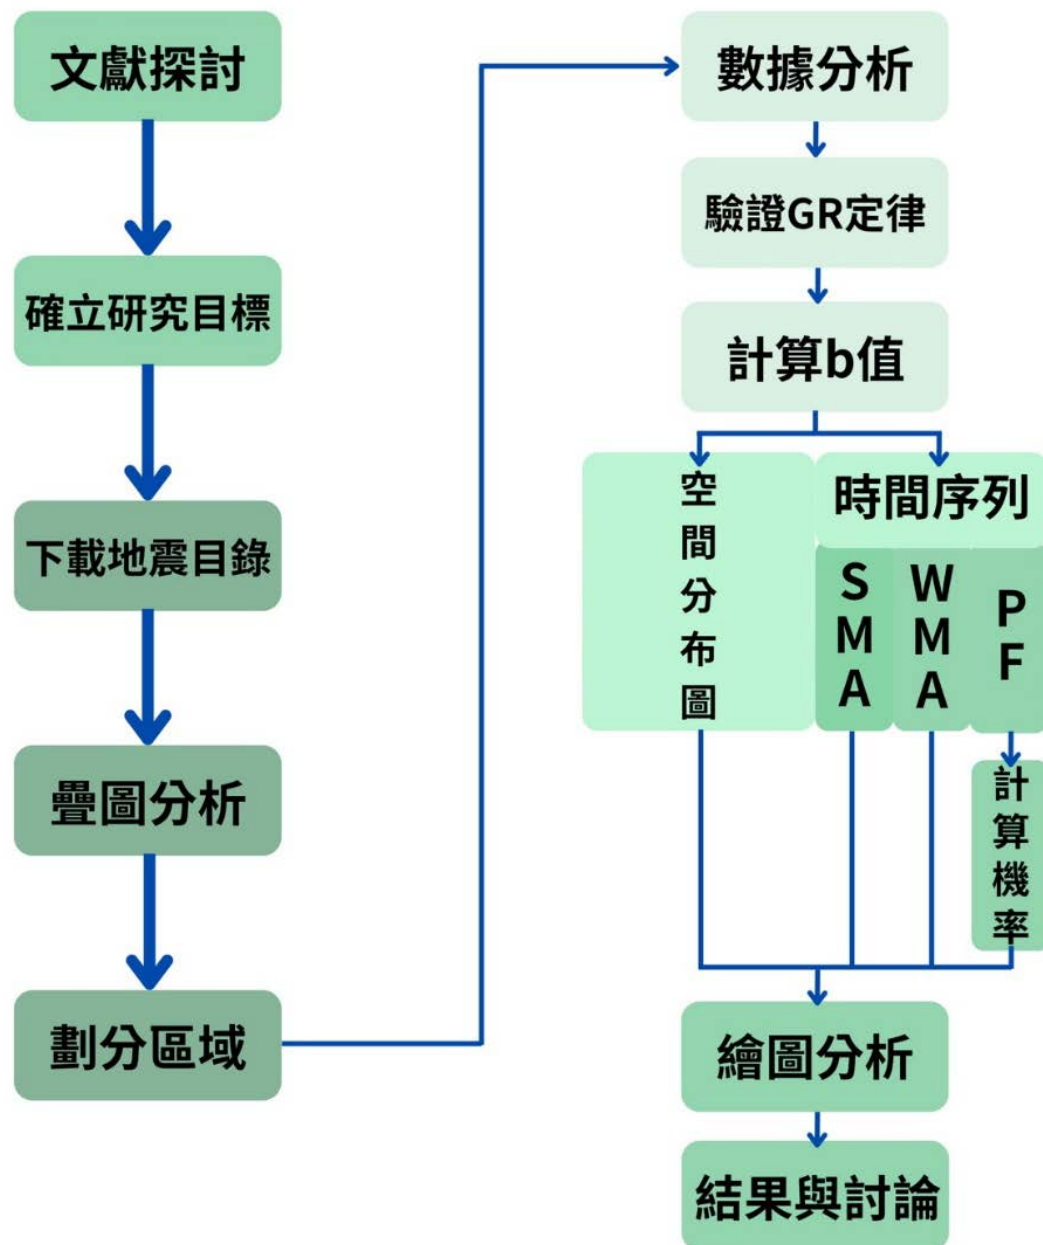 文獻探討
確立研究目標
下載地震目錄
疊圖分析
劃分區域
數據分析
驗證GR定律
計算b值
空間分布圖
時間序列
SMA
WMA
PF
計算機率
繪圖分析
結果與討論